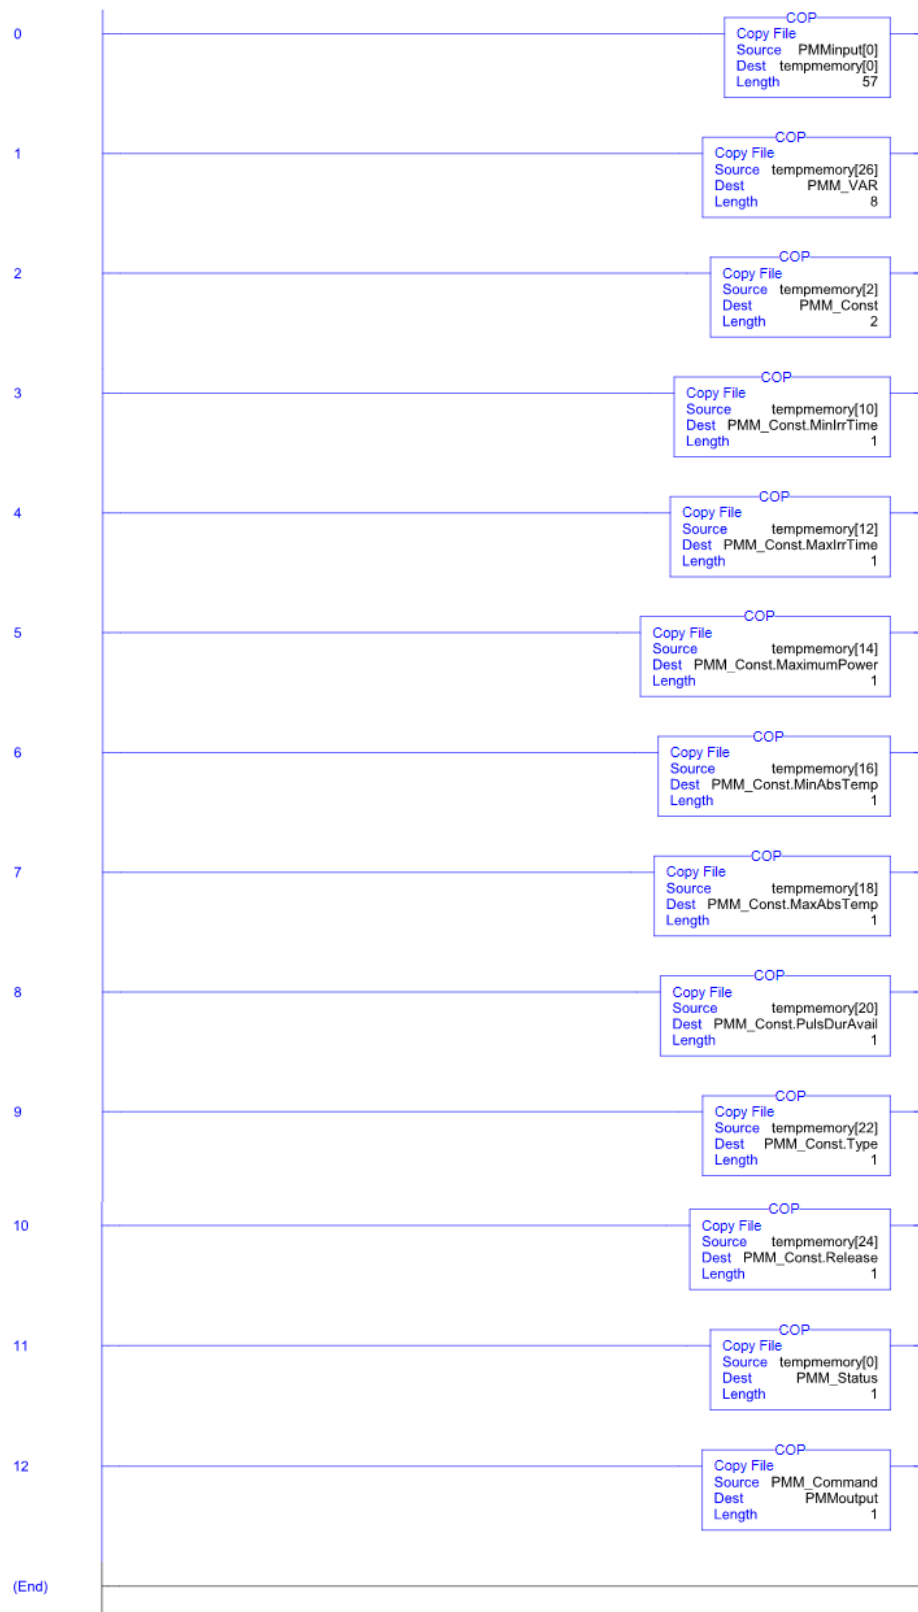 0
COP
Copy File
Source PMMinput[0]
Dest tempmemory[0]
Length 57
1
COP
Copy File
Source tempmemory[26]
Dest PMM_VAR
Length 8
2
COP
Copy File
Source tempmemory[2]
Dest PMM_Const
Length 2
3
COP
Copy File
Source tempmemory[10]
Dest PMM_Const.MinIrrTime
Length 1
4
COP
Copy File
Source tempmemory[12]
Dest PMM_Const.MaxIrrTime
Length 1
5
COP
Copy File
Source tempmemory[14]
Dest PMM_Const.MaximumPower
Length 1
6
COP
Copy File
Source tempmemory[16]
Dest PMM_Const.MinAbsTemp
Length 1
7
COP
Copy File
Source tempmemory[18]
Dest PMM_Const.MaxAbsTemp
Length 1
8
COP
Copy File
Source tempmemory[20]
Dest PMM_Const.PulsDurAvail
Length 1
9
COP
Copy File
Source tempmemory[22]
Dest PMM_Const.Type
Length 1
10
COP
Copy File
Source tempmemory[24]
Dest PMM_Const.Release
Length 1
11
COP
Copy File
Source tempmemory[0]
Dest PMM_Status
Length 1
12
COP
Copy File
Source PMM_Command
Dest PMMoutput
Length 1
(End)